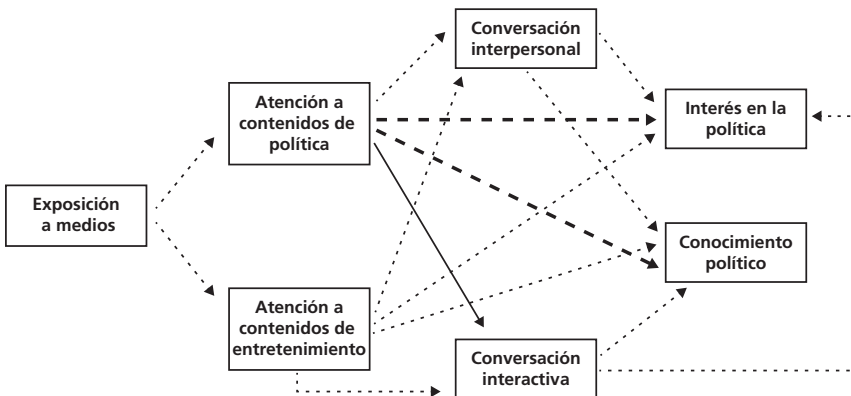 Conversación
interpersonal
Atención a
contenidos de
política
Interés en la
política
Exposición
a medios
Conocimiento
político
Atención a
contenidos de
entretenimiento
Conversación
interactiva